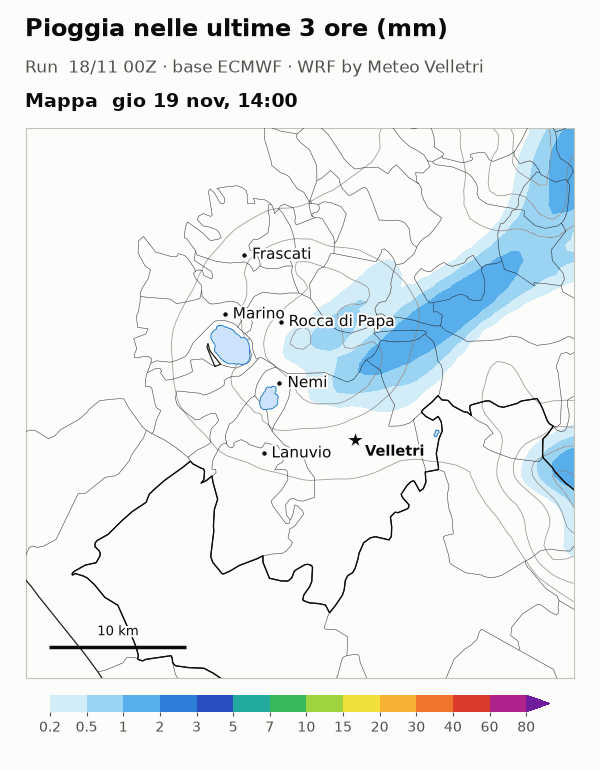 Pioggia nelle ultime 3 ore (mm)
Run  18/11 00Z · base ECMWF · WRF by Meteo Velletri
Mappa  gio 19 nov, 14:00
Frascati
Marino
Rocca di Papa
Nemi
Velletri
Lanuvio
10 km
0.2 0.5 1 2 3 5 7 10 15 20 30 40 60 80